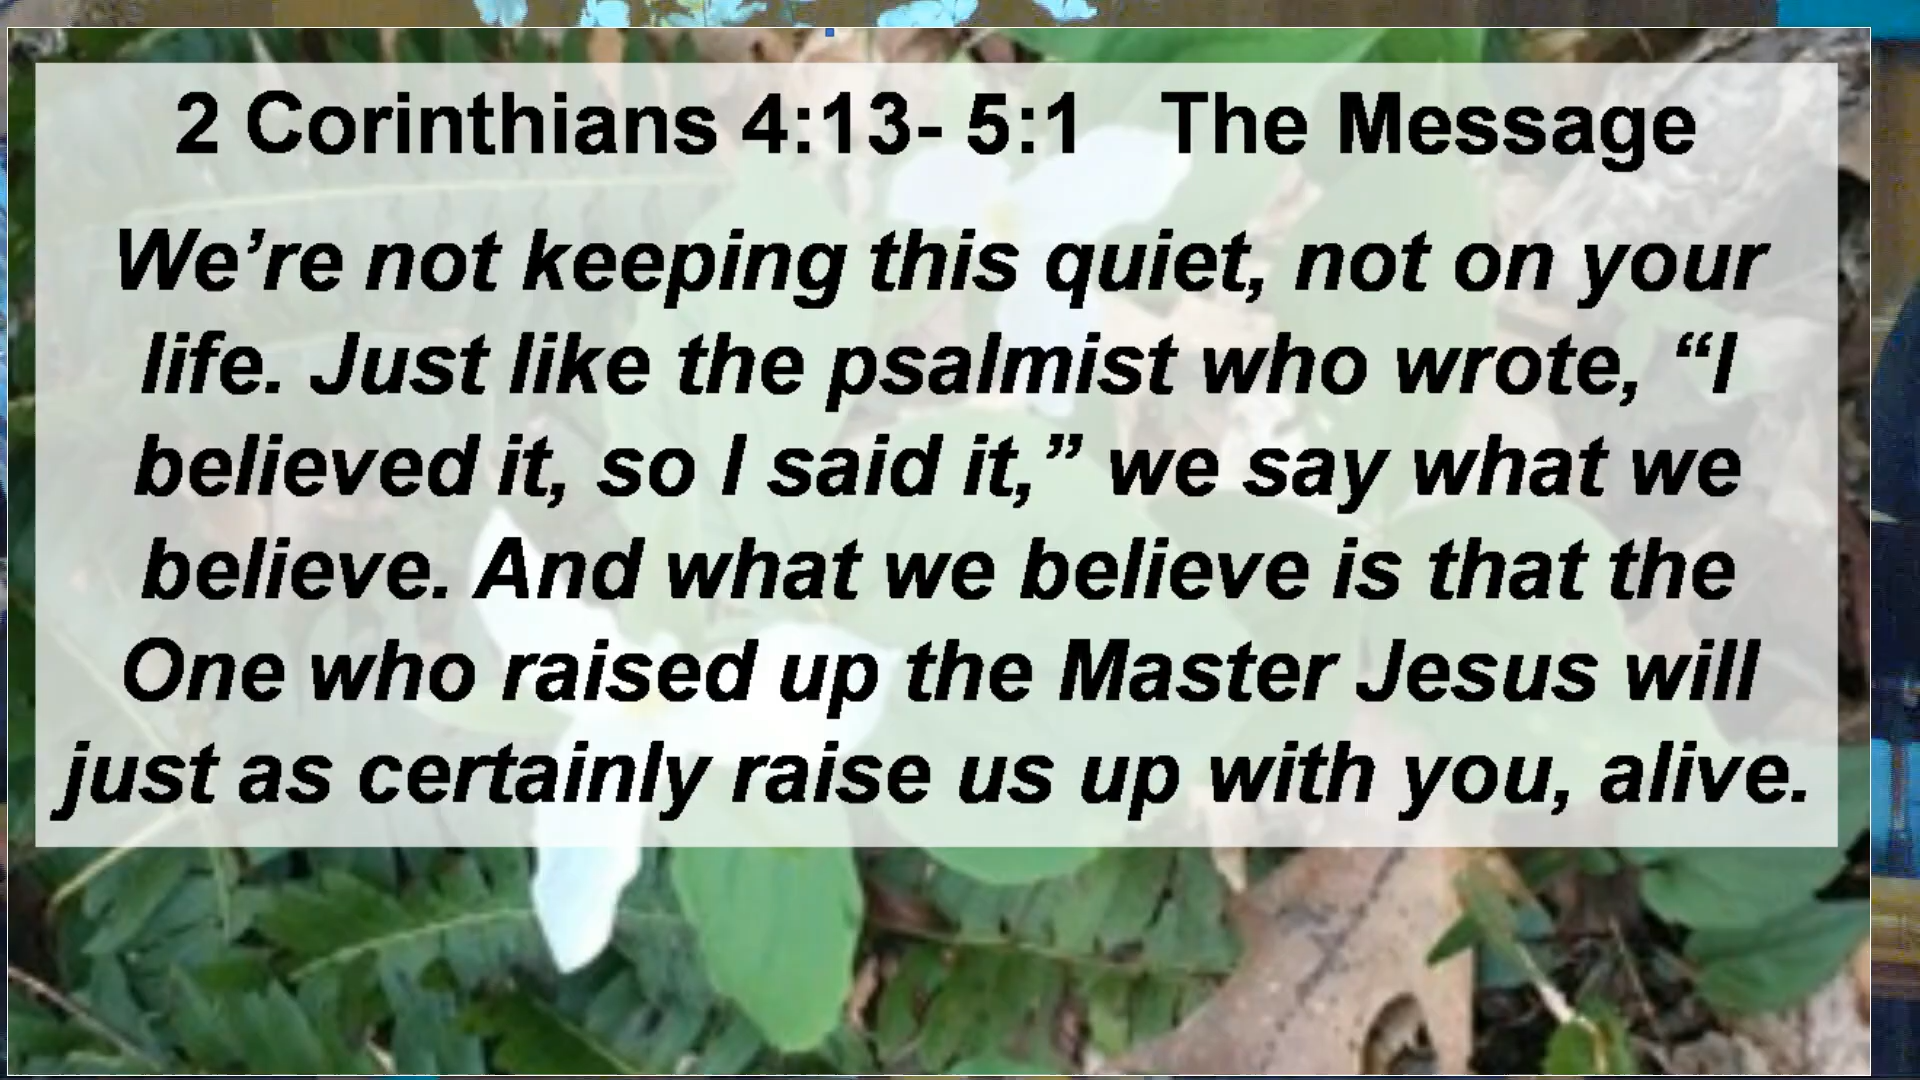 2 Corinthians 4:13- 5:1 The Message
We’re not keeping this quiet, not on your
life. Just like the psalmist who wrote, “I
believed it, so I said it,” we say what we
believe. And what we believe is that the
One who raised up the Master Jesus will
just as certainly raise us up with you, alive.